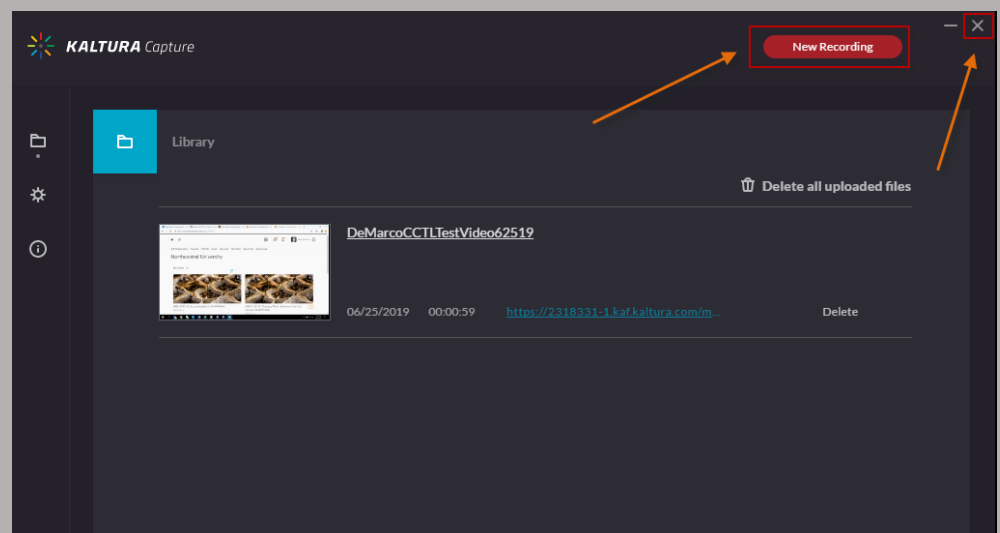 KALTURA Capture
New Recording
Library
Delete all uploaded files
DeMarcoCCTLTestVideo62519
06/25/2019 00:00:59 https://2318331-1.kaf.kaltura.com/m... Delete